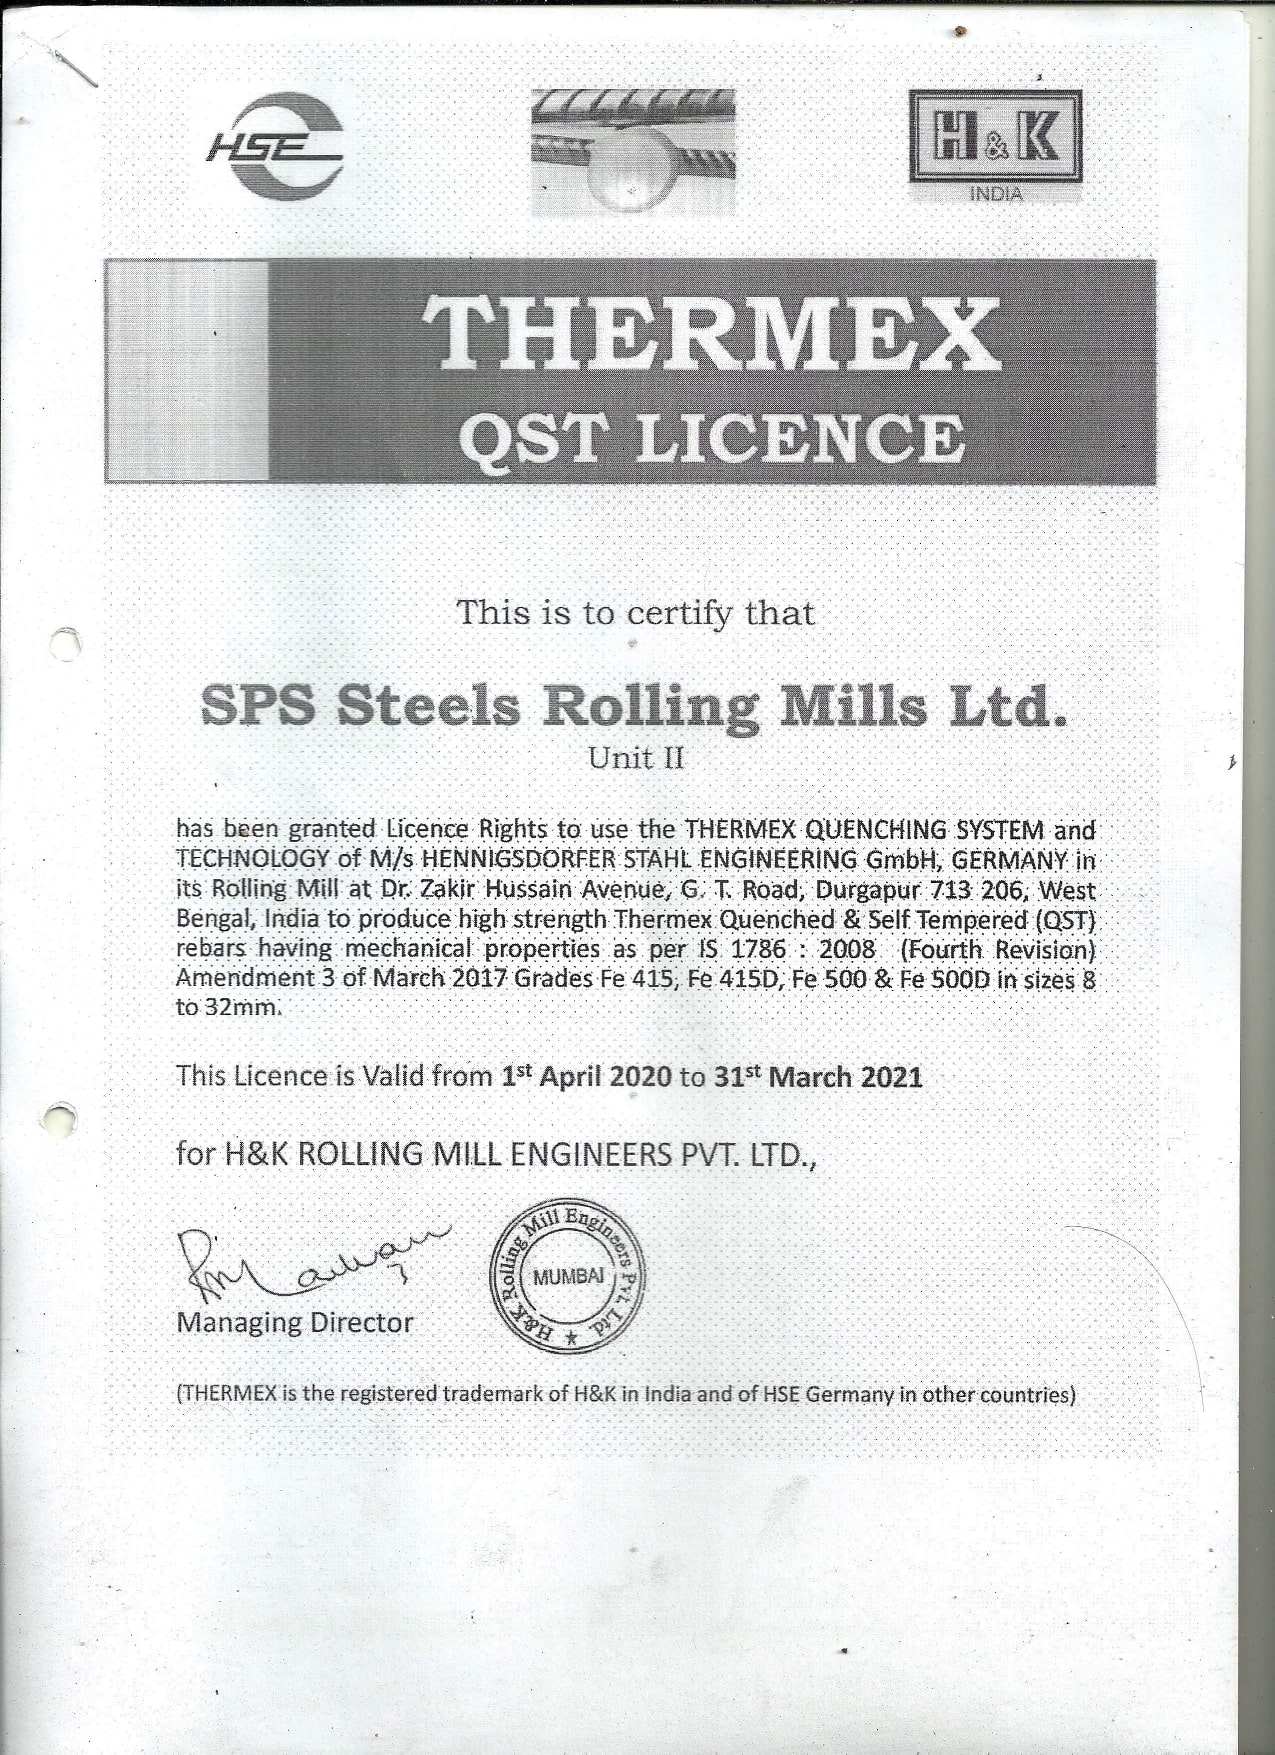 HSE
H & K
INDIA
THERMEX
QST LICENCE
This is to certify that
SPS Steels Rolling Mills Ltd.
Unit II
has been granted Licence Rights to use the THERMEX QUENCHING SYSTEM and
TECHNOLOGY of M/s HENNIGSDORFER STAHL ENGINEERING GmbH, GERMANY in
its Rolling Mill at Dr. Zakir Hussain Avenue, G. T. Road, Durgapur 713 206, West
Bengal, India to produce high strength Thermex Quenched & Self Tempered (QST)
rebars having mechanical properties as per IS 1786 : 2008 (Fourth Revision)
Amendment 3 of March 2017 Grades Fe 415, Fe 415D, Fe 500 & Fe 500D in sizes 8
to 32mm.
This Licence is Valid from 1st April 2020 to 31st March 2021
for H&K ROLLING MILL ENGINEERS PVT. LTD.,
H&K Rolling Mill Engineers Pvt. Ltd.
MUMBAI
Managing Director
(THERMEX is the registered trademark of H&K in India and of HSE Germany in other countries)